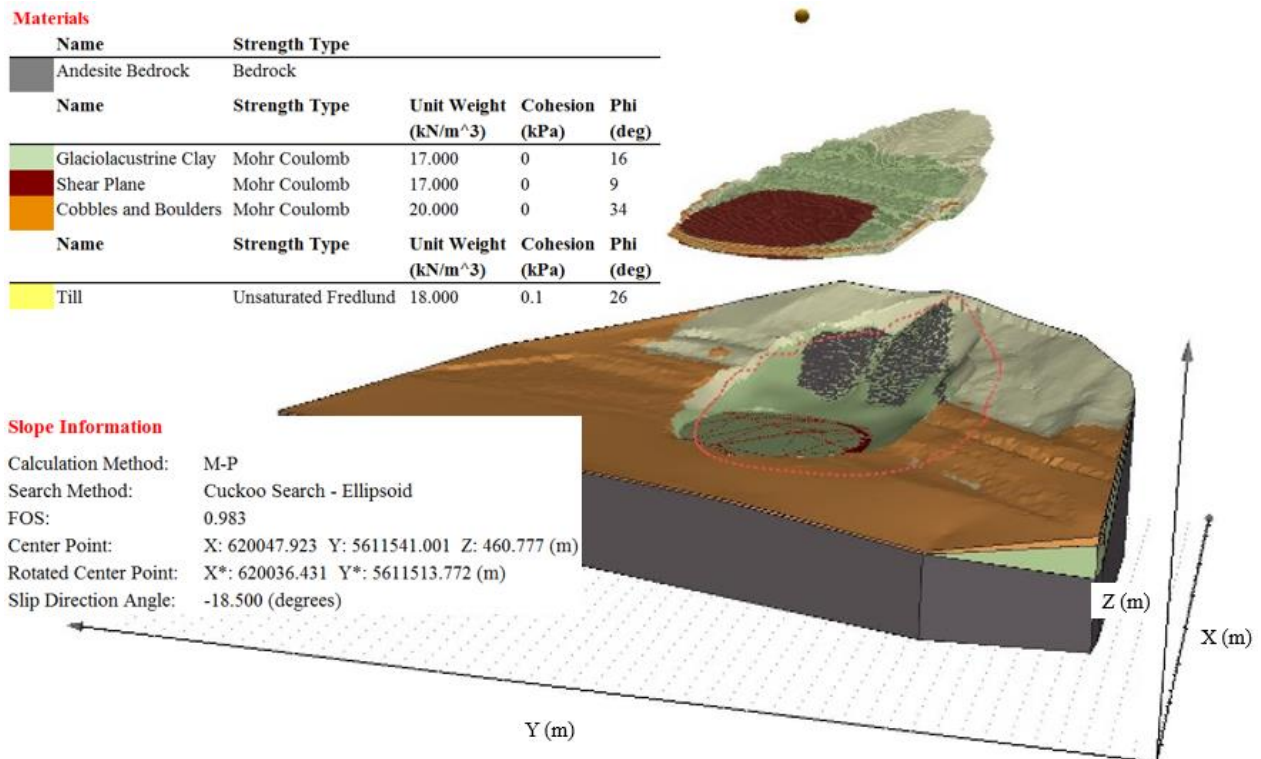 Materials
Name Strength Type
Andesite Bedrock Bedrock
Name Strength Type Unit Weight Cohesion Phi
(kN/m^3) (kPa) (deg)
Glaciolacustrine Clay Mohr Coulomb 17.000 0 16
Shear Plane Mohr Coulomb 17.000 0 9
Cobbles and Boulders Mohr Coulomb 20.000 0 34
Name Strength Type Unit Weight Cohesion Phi
(kN/m^3) (kPa) (deg)
Till Unsaturated Fredlund 18.000 0.1 26
Slope Information
Calculation Method: M-P
Search Method: Cuckoo Search - Ellipsoid
FOS: 0.983
Center Point: X: 620047.923 Y: 5611541.001 Z: 460.777 (m)
Rotated Center Point: X*: 620036.431 Y*: 5611513.772 (m)
Slip Direction Angle: -18.500 (degrees)
Z (m)
X (m)
Y (m)